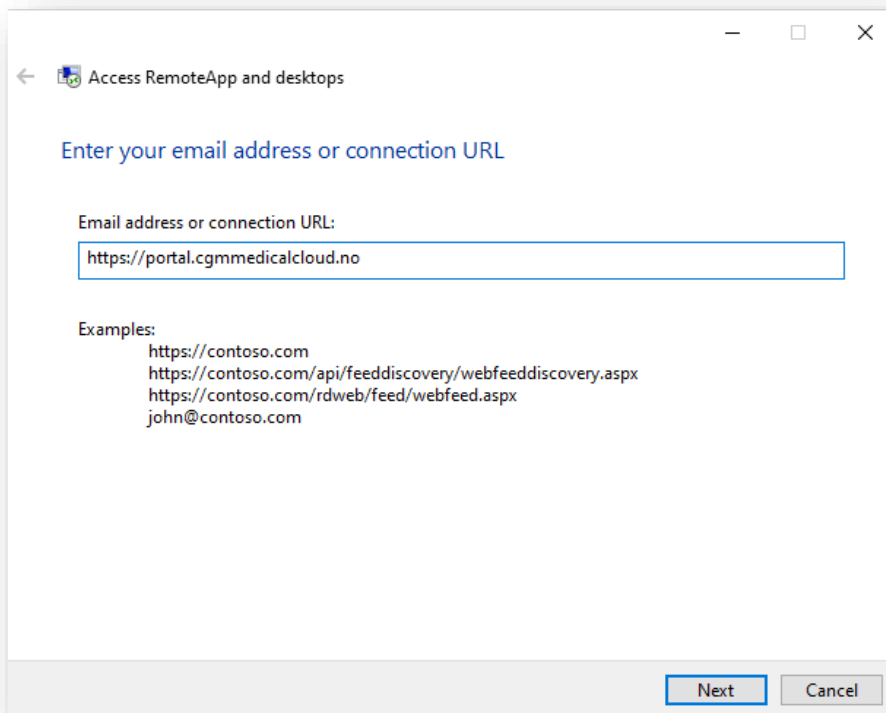 Access RemoteApp and desktops
Enter your email address or connection URL
Email address or connection URL:
https://portal.cgmmedicalcloud.no
Examples:
https://contoso.com
https://contoso.com/api/feeddiscovery/webfeeddiscovery.aspx
https://contoso.com/rdweb/feed/webfeed.aspx
john@contoso.com
Next Cancel